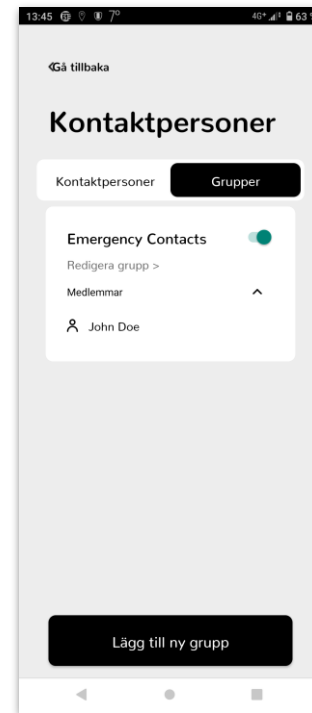 13:45 7° 4G+ 63
Gå tillbaka
Kontaktpersoner
Kontaktpersoner Grupper
Emergency Contacts
Redigera grupp >
Medlemmar
John Doe
Lägg till ny grupp